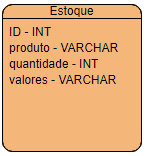 Estoque
ID - INT
produto - VARCHAR
quantidade - INT
valores - VARCHAR